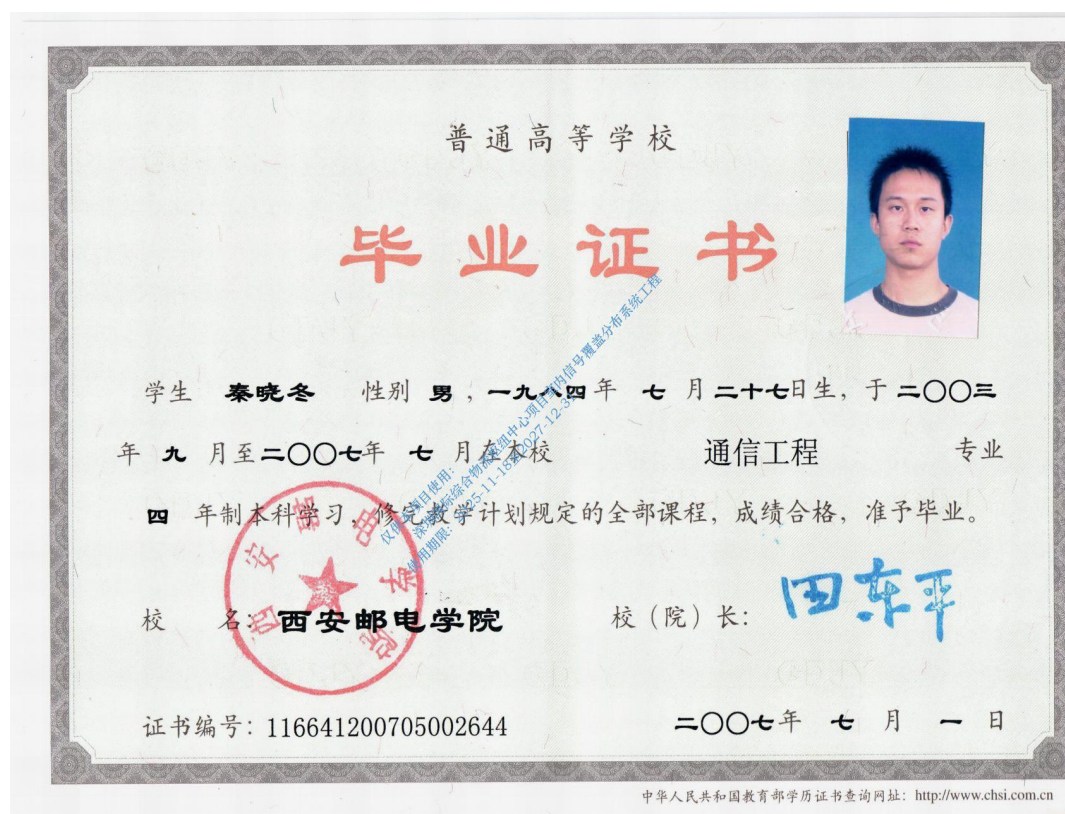 普通高等学校
毕业证书
学生 秦晓冬 性别 男，一九八四年 七 月二十七日生，于二〇〇三
年 九 月至二〇〇七年 七 月在本校 通信工程 专业
四 年制本科学习，修完教学计划规定的全部课程，成绩合格，准予毕业。
校 名：西安邮电学院 校（院）长：田东平
西安邮电学院
证书编号：116641200705002644 二〇〇七年 七 月 一 日
中华人民共和国教育部学历证书查询网址：http://www.chsi.com.cn